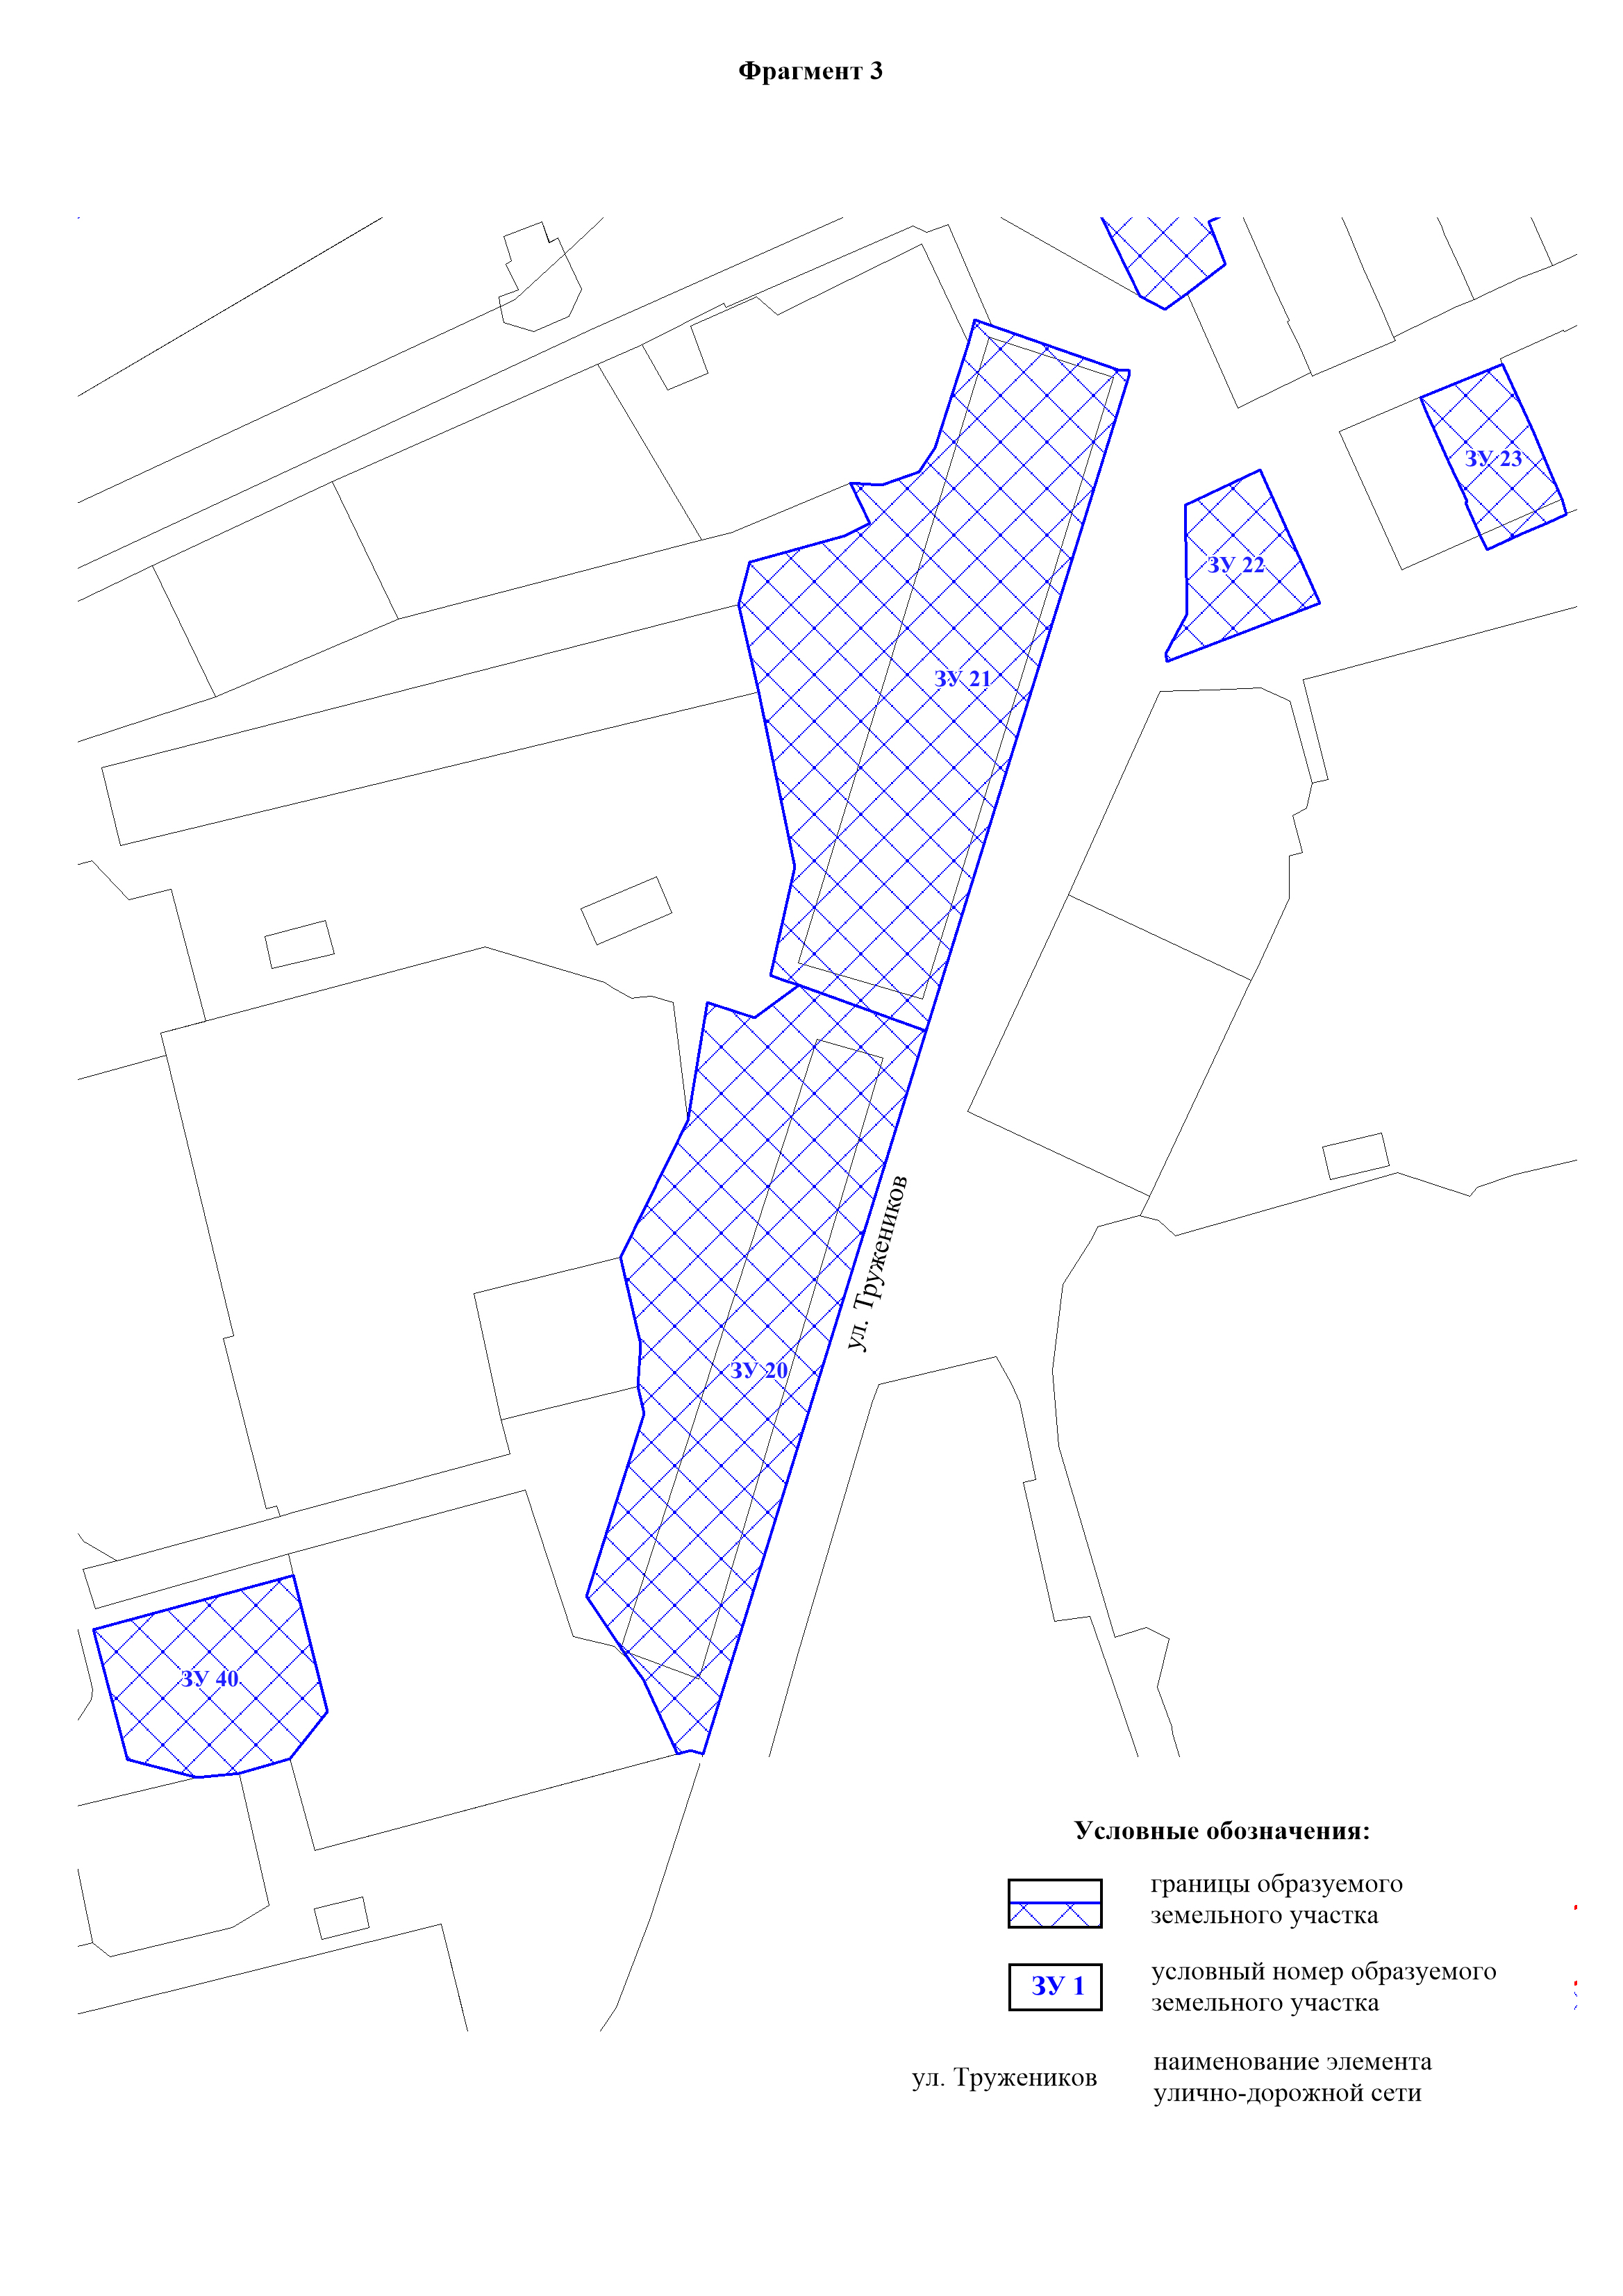 Фрагмент 3
ЗУ 23
ЗУ 22
ЗУ 21
ул. Тружеников
ЗУ 20
ЗУ 40
Условные обозначения:
границы образуемого
земельного участка
ЗУ 1
условный номер образуемого
земельного участка
ул. Тружеников
наименование элемента
улично-дорожной сети